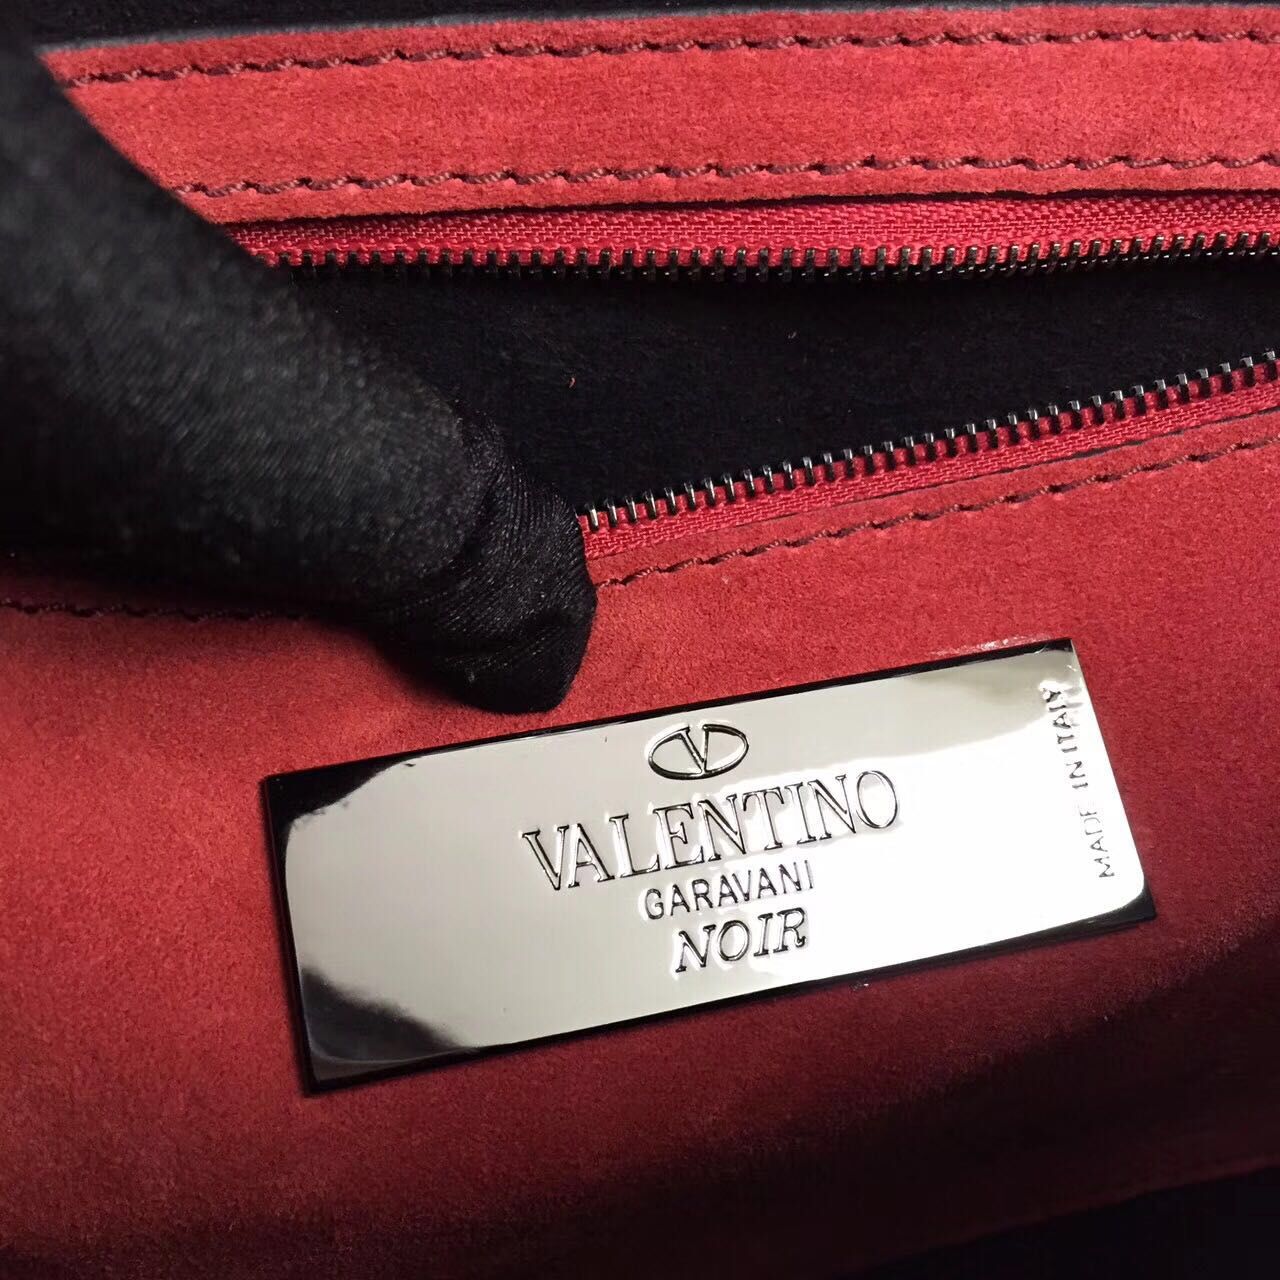 V
VALENTINO
GARAVANI
NOIR
MADE IN ITALY